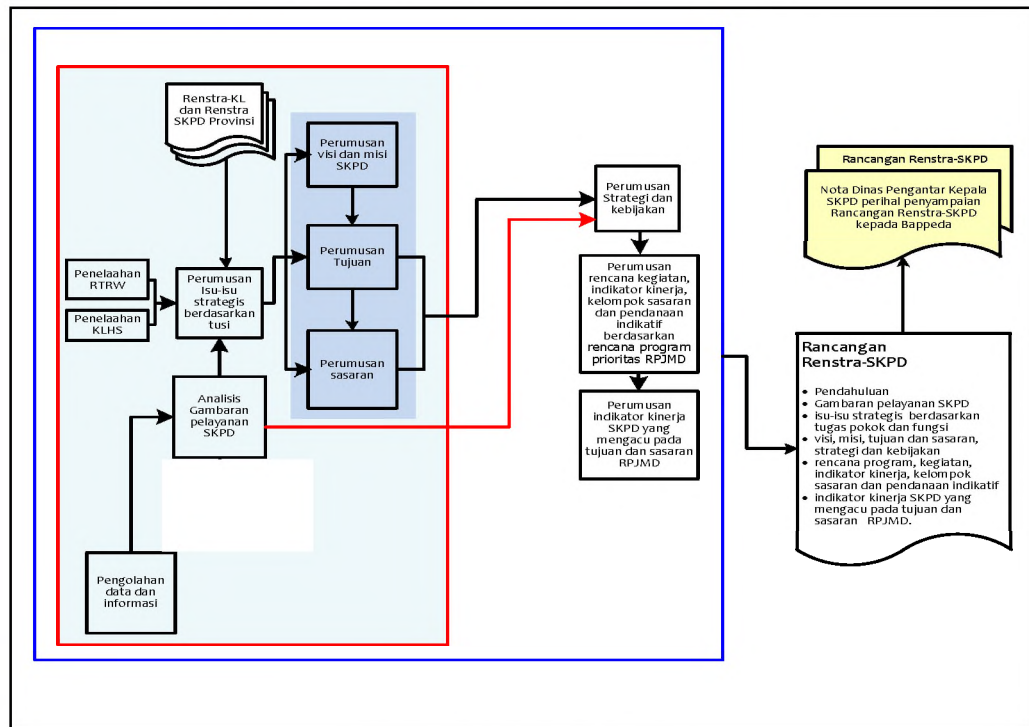 Renstra-KL
dan Renstra
SKPD Provinsi
Perumusan
visi dan misi
SKPD
Perumusan
Tujuan
Perumusan
sasaran
Penelaahan
RTRW
Penelaahan
KLHS
Perumusan
Isu-isu
strategis
berdasarkan
tusi
Analisis
Gambaran
pelayanan
SKPD
Pengolahan
data dan
informasi
Perumusan
Strategi dan
kebijakan
Perumusan
rencana kegiatan,
indikator kinerja,
kelompok sasaran,
dan pendanaan
indikatif
berdasarkan
rencana program
prioritas RPJMD
Perumusan
indikator kinerja
SKPD yang
mengacu pada
tujuan dan sasaran
RPJMD
Rancangan Renstra-SKPD
Nota Dinas Pengantar Kepala
SKPD perihal penyampaian
Rancangan Renstra-SKPD
kepada Bappeda
Rancangan
Renstra-SKPD
• Pendahuluan
• Gambaran pelayanan SKPD
• isu-isu strategis berdasarkan
tugas pokok dan fungsi
• visi, misi, tujuan dan sasaran,
strategi dan kebijakan
• rencana program, kegiatan,
indikator kinerja, kelompok
sasaran dan pendanaan indikatif
• indikator kinerja SKPD yang
mengacu pada tujuan dan
sasaran RPJMD.